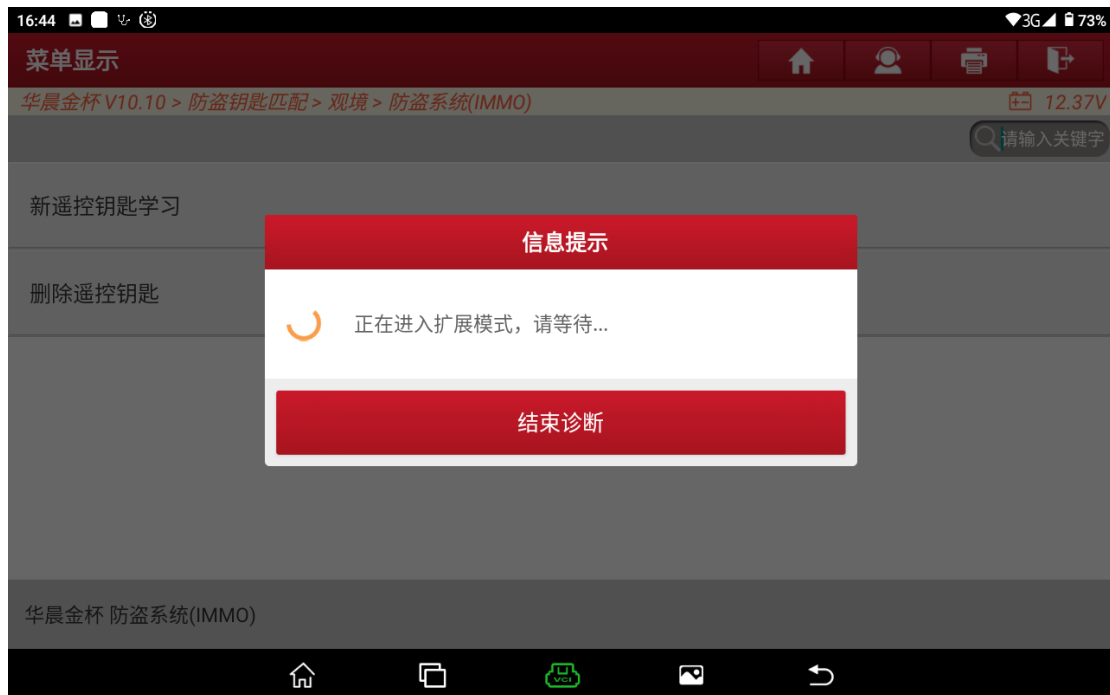 16:44
3G 73%
菜单显示
华晨金杯 V10.10 > 防盗钥匙匹配 > 观境 > 防盗系统(IMMO)
12.37V
请输入关键字
新遥控钥匙学习
删除遥控钥匙
信息提示
正在进入扩展模式，请等待...
结束诊断
华晨金杯 防盗系统(IMMO)
VCI